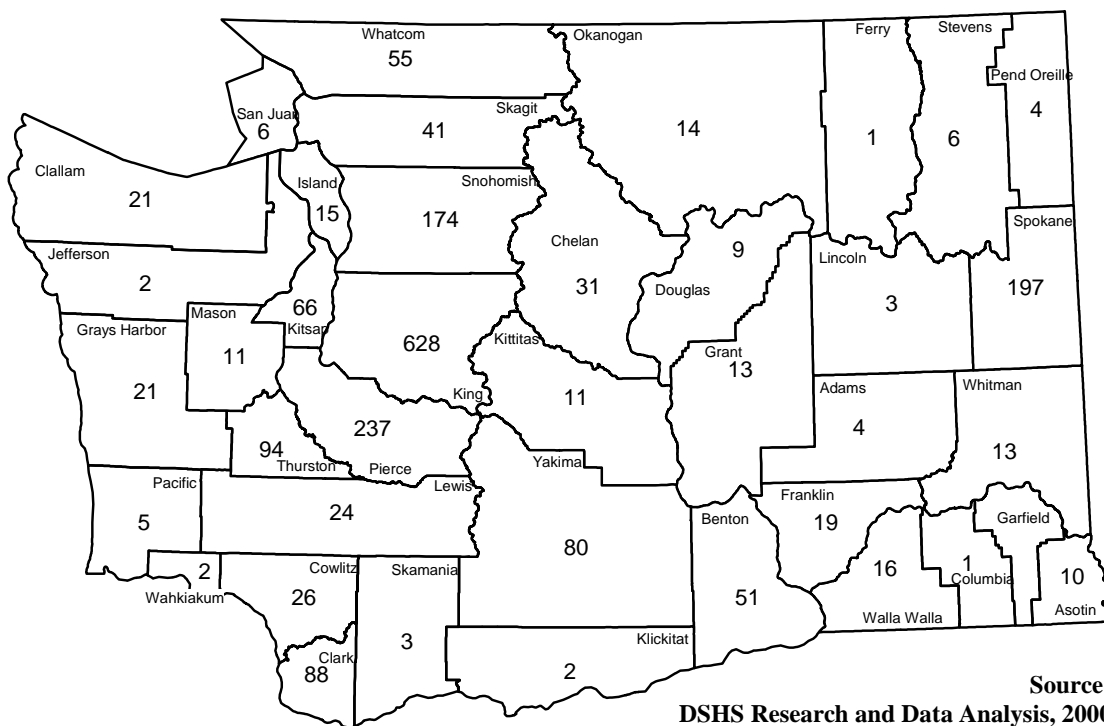 Whatcom
55
Okanogan
14
Ferry
1
Stevens
6
Pend Oreille
4
San Juan
6
Skagit
41
Clallam
21
Island
15
Snohomish
174
Chelan
31
Douglas
9
Lincoln
3
Spokane
197
Jefferson
2
Grays Harbor
21
Mason
11
66
Kitsap
628
King
Kittitas
11
Grant
13
Adams
4
Whitman
13
94
Thurston
237
Pierce
Lewis
24
Yakima
80
Pacific
5
2
Wahkiakum
Cowlitz
26
Skamania
3
Clark
88
Klickitat
2
Benton
51
Franklin
19
16
Walla Walla
1
Columbia
Garfield
10
Asotin
Source:
DSHS Research and Data Analysis, 2000